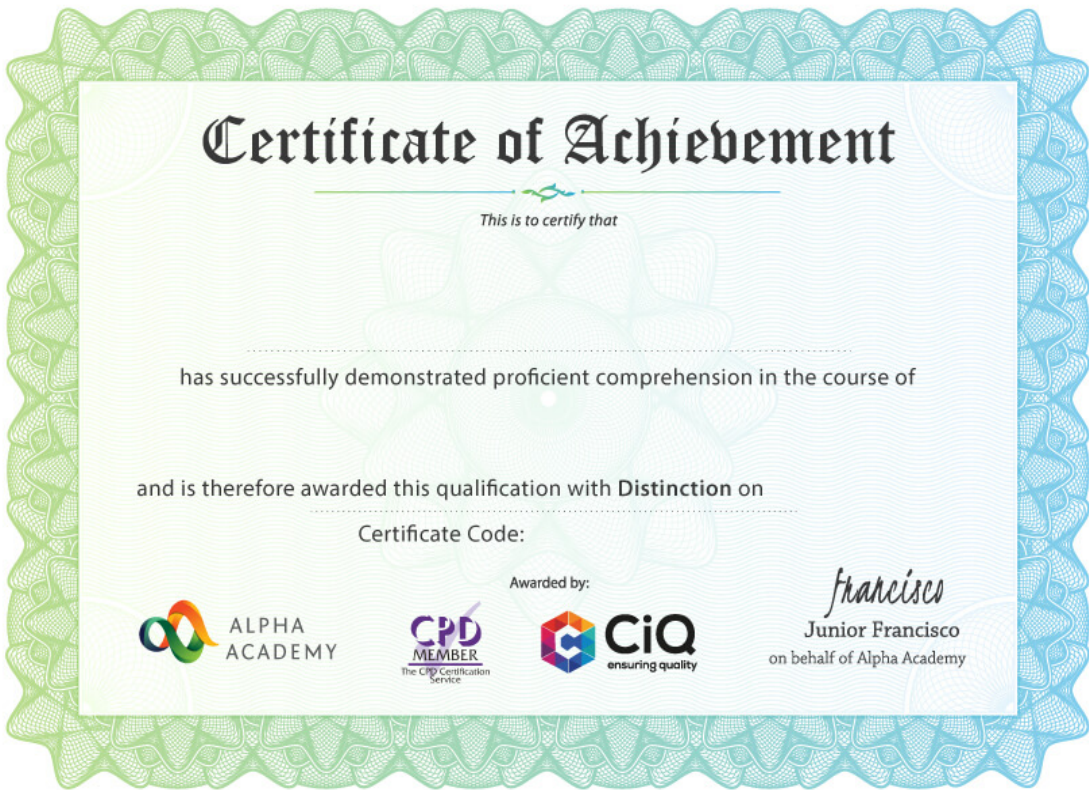 Certificate of Achievement
This is to certify that
has successfully demonstrated proficient comprehension in the course of
and is therefore awarded this qualification with Distinction on
Certificate Code:
Awarded by:
ALPHA
ACADEMY
CPD
MEMBER
The CPD Certification
Service
CiQ
ensuring quality
Francisco
Junior Francisco
on behalf of Alpha Academy